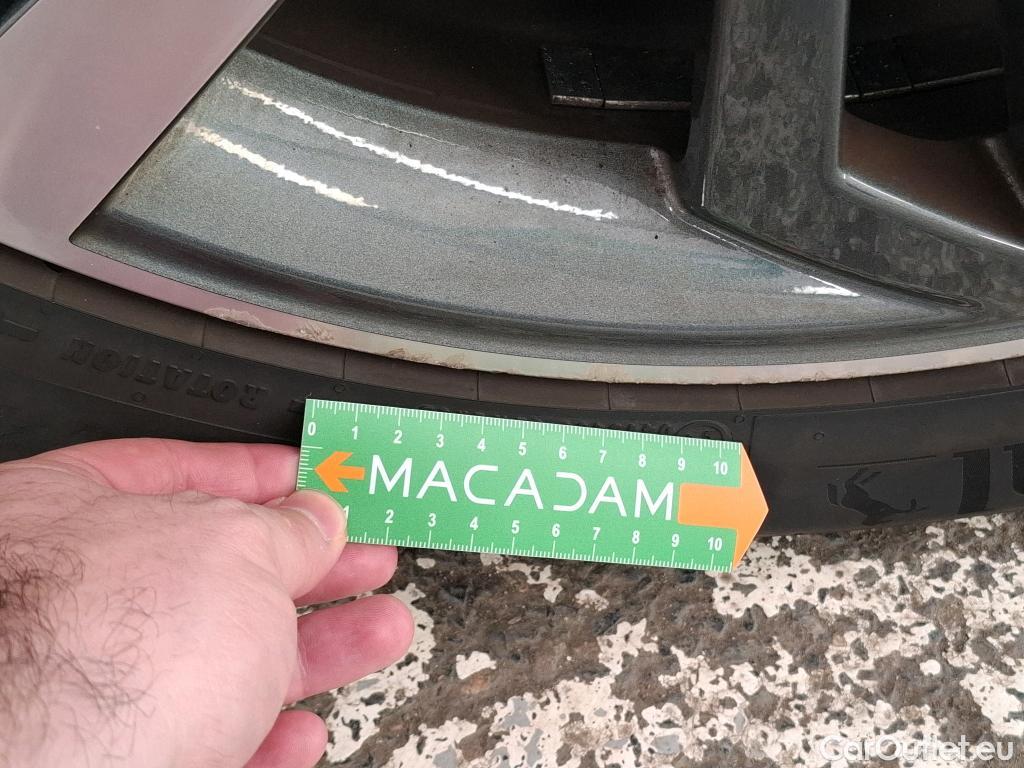 ROTATION
0 1 2 3 4 5 6 7 8 9 10
MACADAM
1 2 3 4 5 6 7 8 9 10
CarOutlet.eu